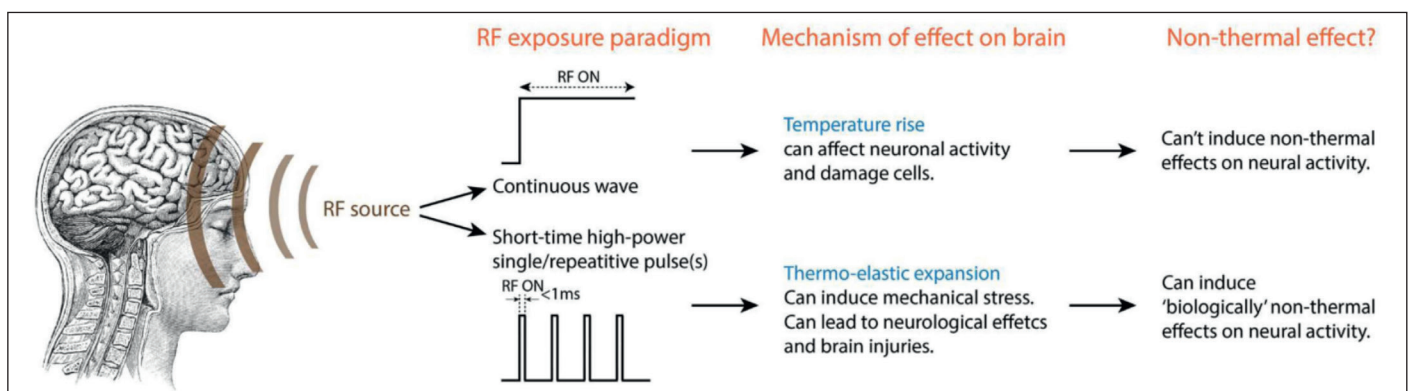 RF exposure paradigm
Mechanism of effect on brain
Non-thermal effect?
RF ON
Temperature rise
can affect neuronal activity
and damage cells.
Can't induce non-thermal
effects on neural activity.
Continuous wave
RF source
Short-time high-power
single/repeatitive pulse(s)
RF ON
<1ms
Thermo-elastic expansion
Can induce mechanical stress.
Can lead to neurological effetcs
and brain injuries.
Can induce
‘biologically’ non-thermal
effects on neural activity.